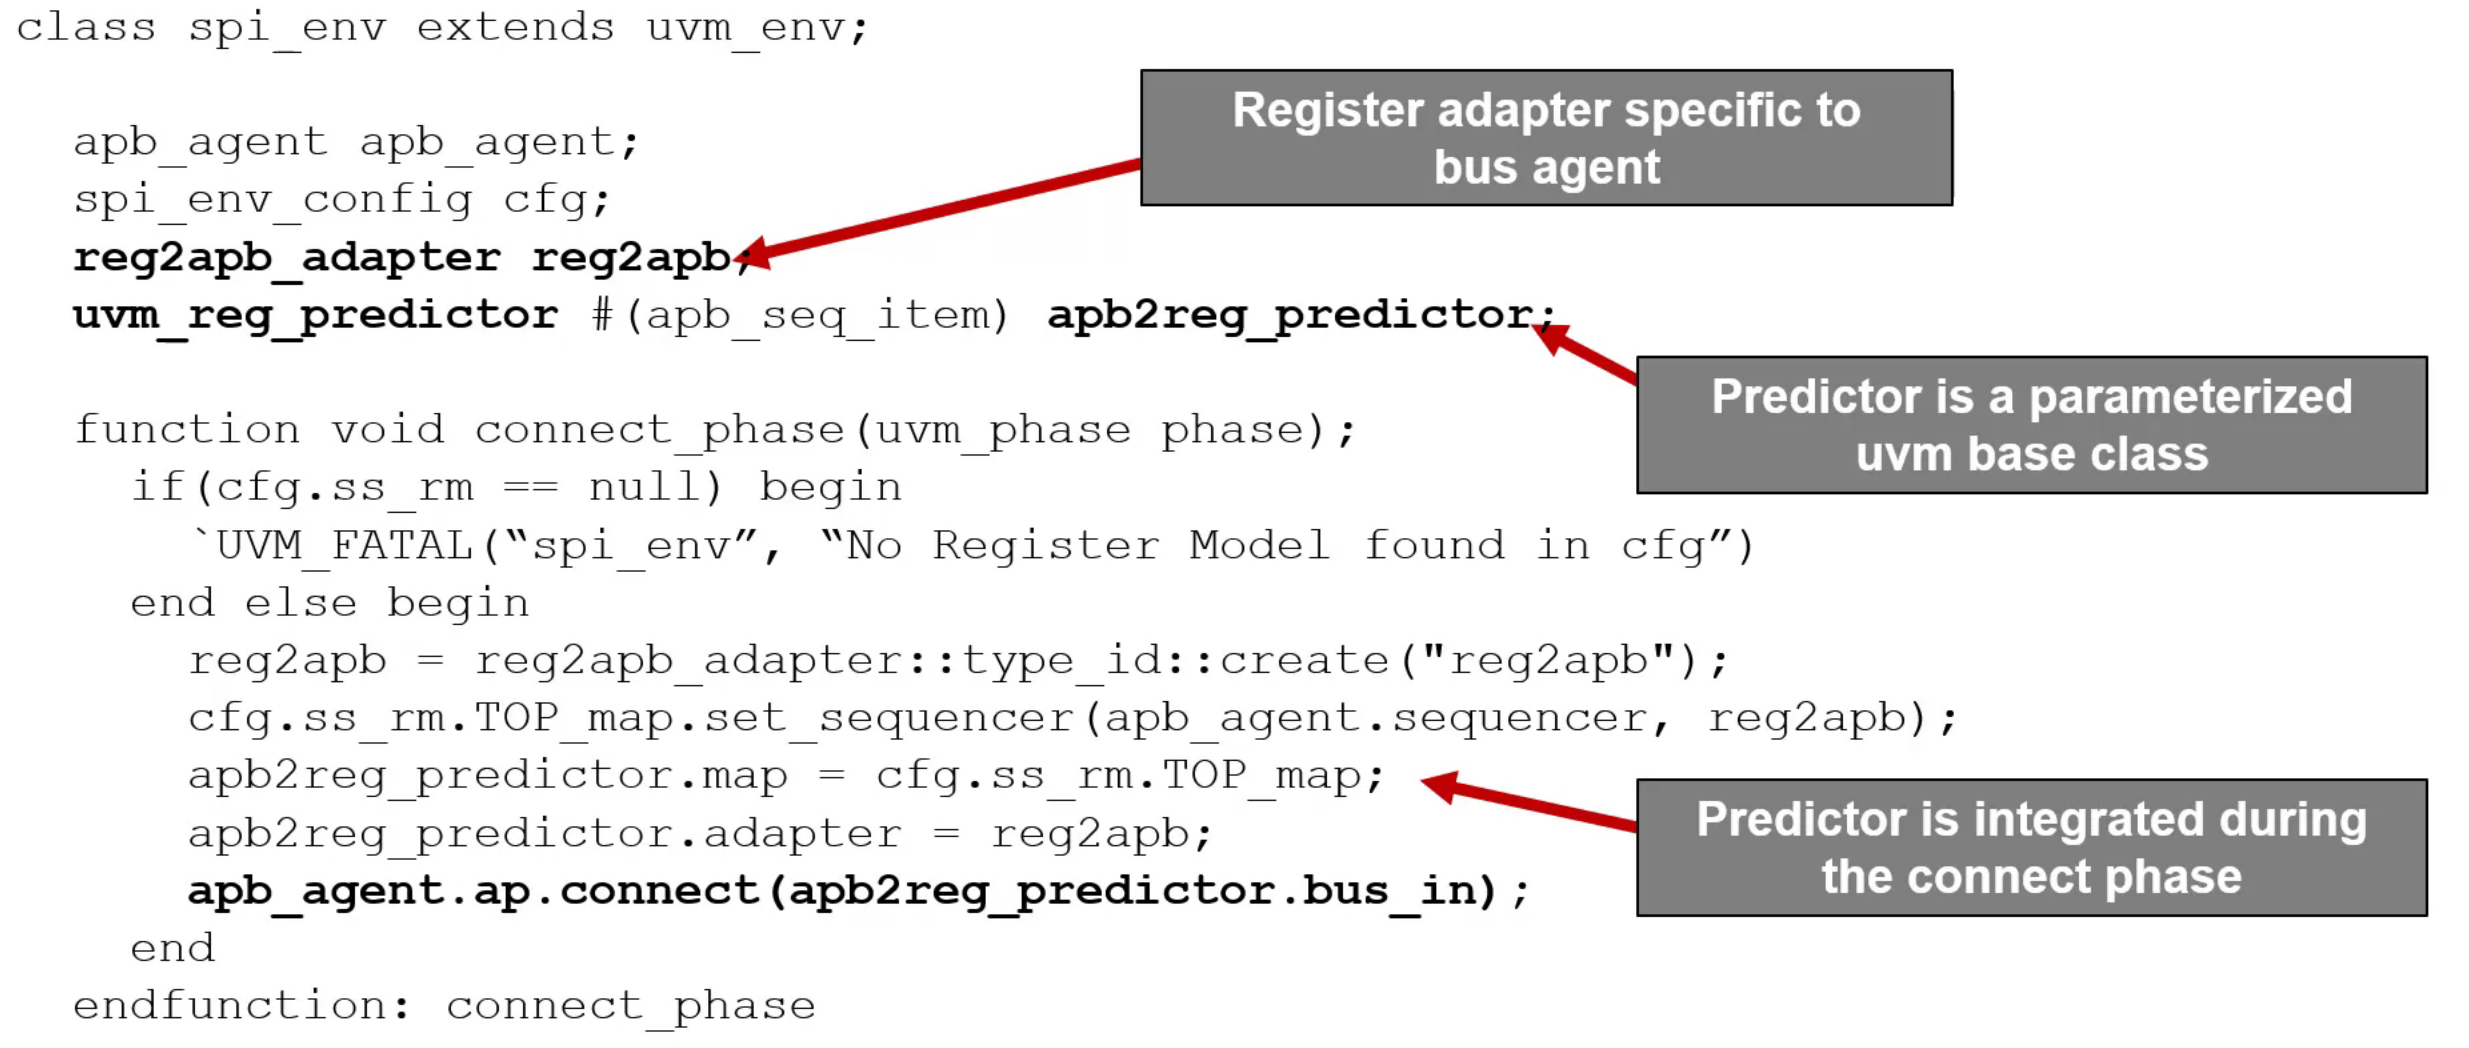 class spi_env extends uvm_env;
Register adapter specific to
bus agent
apb_agent apb_agent;
spi_env_config cfg;
reg2apb_adapter reg2apb;
uvm_reg_predictor #(apb_seq_item) apb2reg_predictor;
Predictor is a parameterized
uvm base class
function void connect_phase(uvm_phase phase);
if(cfg.ss_rm == null) begin
`UVM_FATAL(“spi_env”, “No Register Model found in cfg”)
end else begin
reg2apb = reg2apb_adapter::type_id::create("reg2apb");
cfg.ss_rm.TOP_map.set_sequencer(apb_agent.sequencer, reg2apb);
apb2reg_predictor.map = cfg.ss_rm.TOP_map;
Predictor is integrated during
the connect phase
apb2reg_predictor.adapter = reg2apb;
apb_agent.ap.connect(apb2reg_predictor.bus_in);
end
endfunction: connect_phase